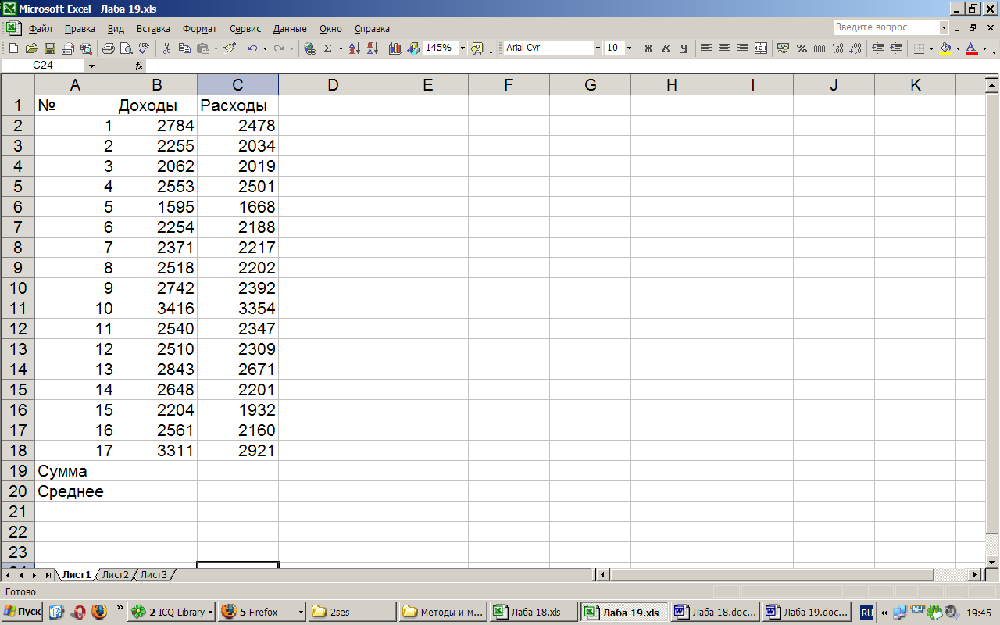 Microsoft Excel - Лаба 19.xls
Файл Правка Вид Вставка Формат Сервис Данные Окно Справка Введите вопрос
145% Arial Cyr 10 Ж К Ч % 000
C24 fx
A B C D E F G H I J K
1 № Доходы Расходы
2 1 2784 2478
3 2 2255 2034
4 3 2062 2019
5 4 2553 2501
6 5 1595 1668
7 6 2254 2188
8 7 2371 2217
9 8 2518 2202
10 9 2742 2392
11 10 3416 3354
12 11 2540 2347
13 12 2510 2309
14 13 2843 2671
15 14 2648 2201
16 15 2204 1932
17 16 2561 2160
18 17 3311 2921
19 Сумма
20 Среднее
21
22
23
Лист1 Лист2 Лист3
Готово
Пуск » 2 ICQ Library 5 Firefox 2ses Методы и м... Лаба 18.xls Лаба 19.xls Лаба 18.doc... Лаба 19.doc... RU « 19:45